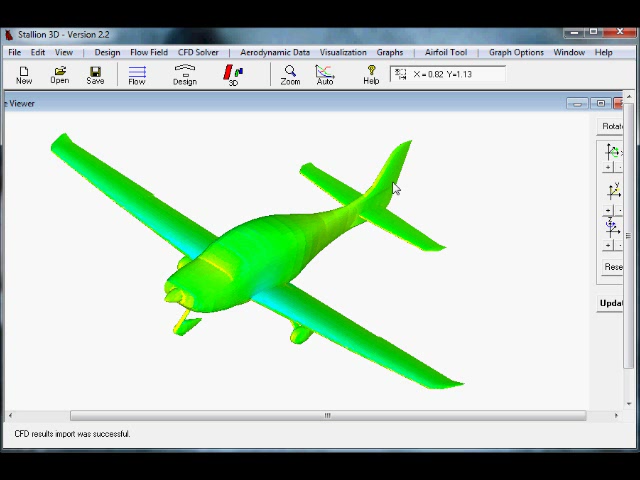 Stallion 3D - Version 2.2
File Edit View | Design Flow Field CFD Solver | Aerodynamic Data Visualization Graphs | Airfoil Tool | Graph Options Window Help
New Open Save Flow Design 3D Zoom Auto Help X = 0.82 Y=1.13
e Viewer
Rotate
X
+ -
Y
+ -
Z
+ -
Rese
Updat
CFD results import was successful.